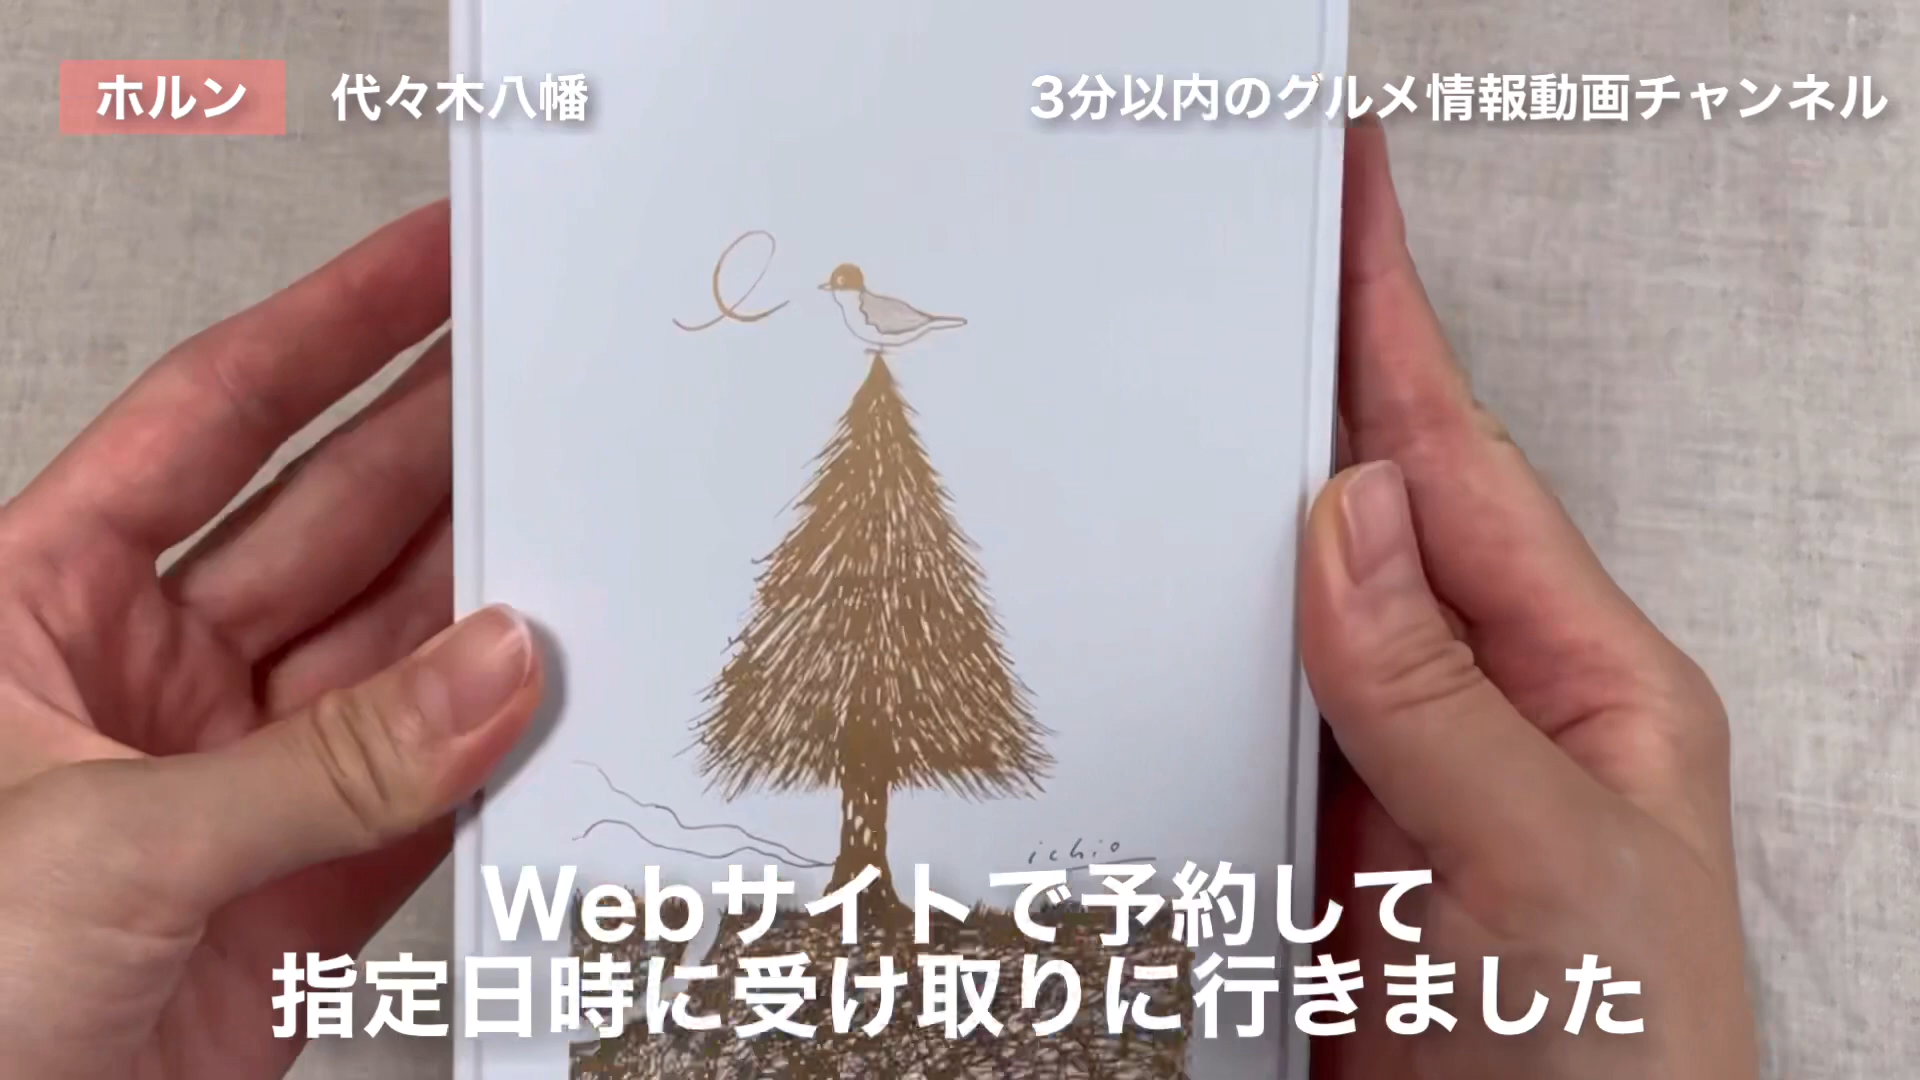 ホルン
代々木八幡
3分以内のグルメ情報動画チャンネル
ichio
Webサイトで予約して
指定日時に受け取りに行きました